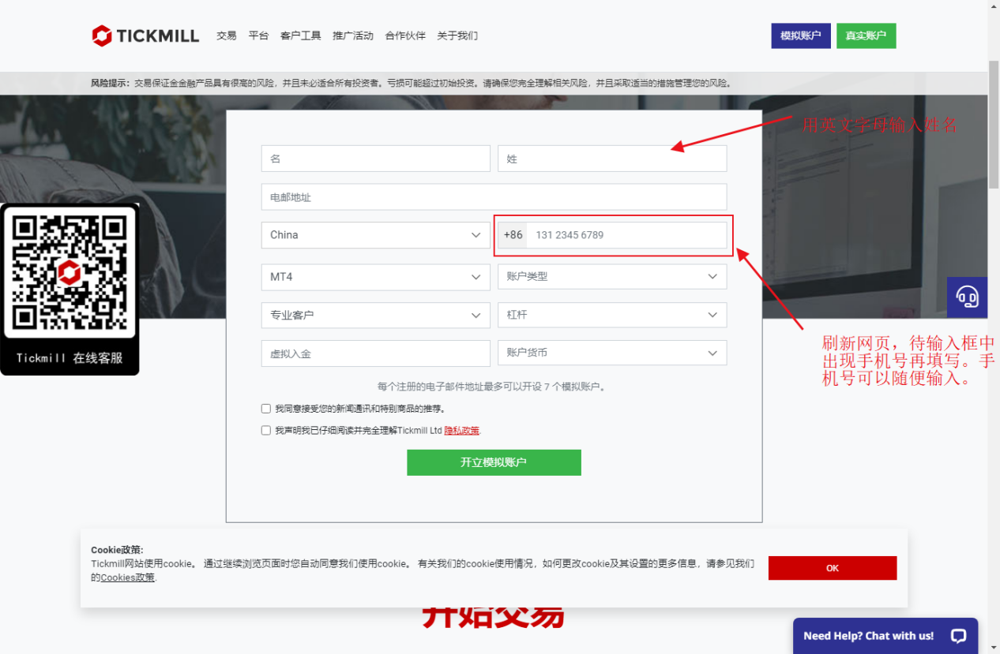 TICKMILL 交易 平台 客户工具 推广活动 合作伙伴 关于我们 模拟账户 真实账户
风险提示：交易保证金金融产品具有很高的风险，并且未必适合所有投资者。亏损可能超过初始投资。请确保您完全理解相关风险，并且采取适当的措施管理您的风险。
用英文字母输入姓名
名 姓
电邮地址
China +86 131 2345 6789
MT4 账户类型
专业客户 杠杆
虚拟入金 账户货币
刷新网页，待输入框中
出现手机号再填写。手
机号可以随便输入。
Tickmill 在线客服
每个注册的电子邮件地址最多可以开设 7 个模拟账户。
我同意接受您的新闻通讯和特别商品的推荐。
我声明我已仔细阅读并完全理解Tickmill Ltd 隐私政策.
开立模拟账户
Cookie政策:
Tickmill网站使用cookie。 通过继续浏览页面时您自动同意我们使用cookie。 有关我们的cookie使用情况，如何更改cookie及其设置的更多信息，请参见我们
的Cookies政策.
OK
开始交易
Need Help? Chat with us!